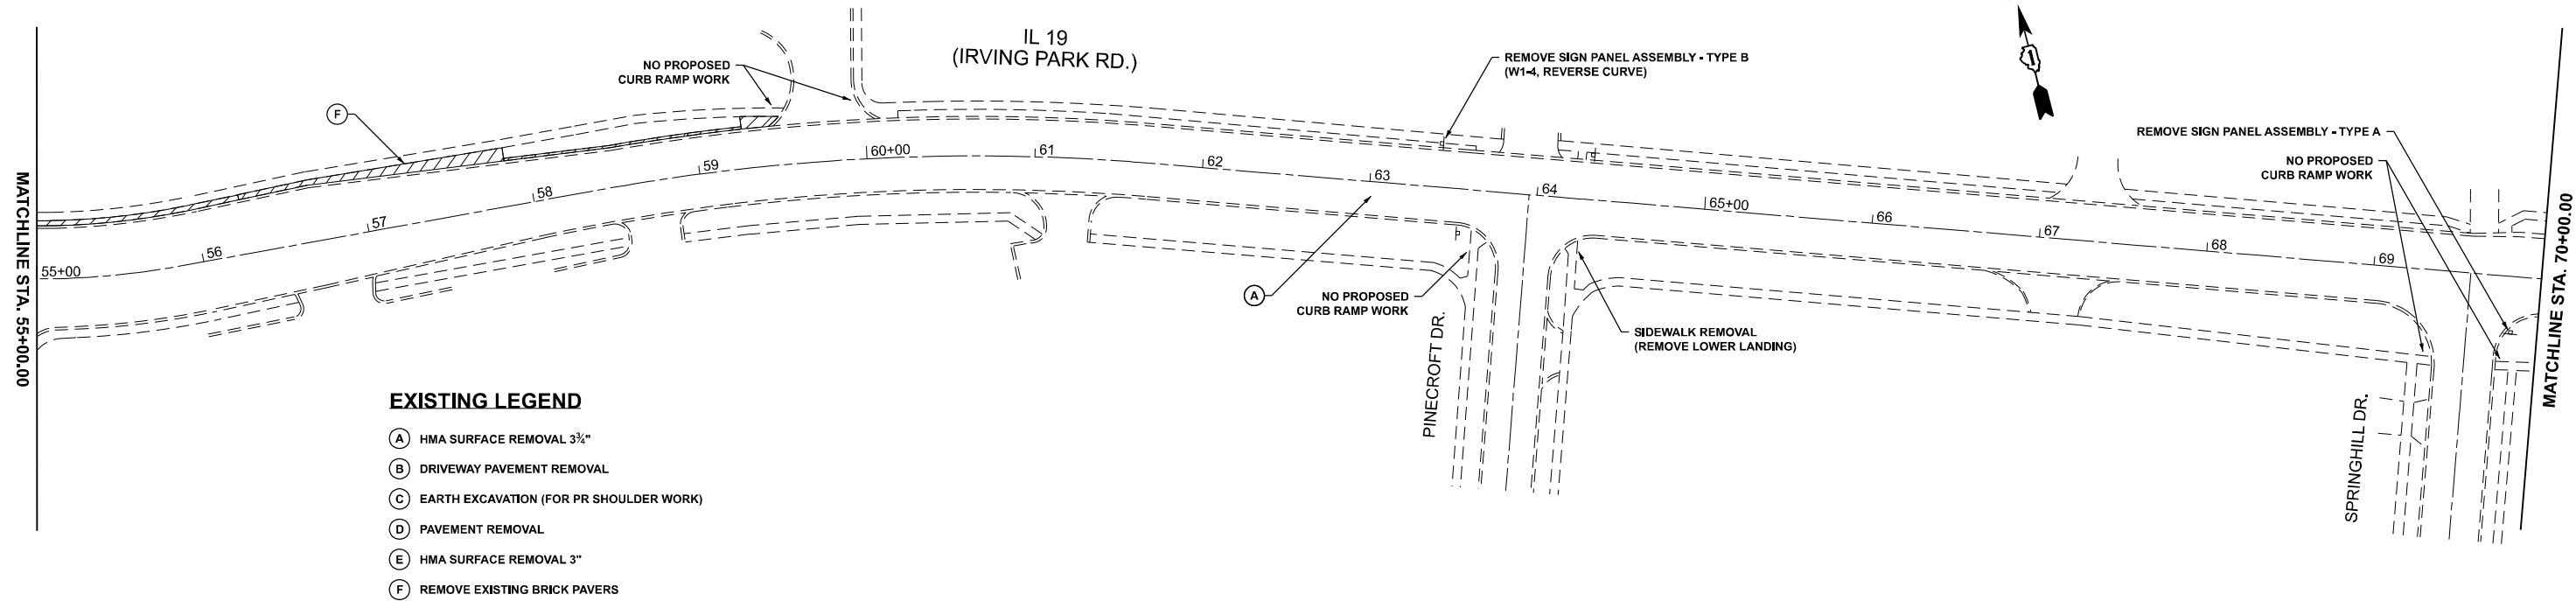 IL 19
(IRVING PARK RD.)
NO PROPOSED
CURB RAMP WORK
REMOVE SIGN PANEL ASSEMBLY - TYPE B
(W1-4, REVERSE CURVE)
F
REMOVE SIGN PANEL ASSEMBLY - TYPE A
NO PROPOSED
CURB RAMP WORK
MATCHLINE STA. 55+00.00
55+00
56
57
58
59
60+00
61
62
63
64
65+00
66
67
68
69
MATCHLINE STA. 70+00.00
A
NO PROPOSED
CURB RAMP WORK
SIDEWALK REMOVAL
(REMOVE LOWER LANDING)
PINECROFT DR.
SPRINGHILL DR.
EXISTING LEGEND
A HMA SURFACE REMOVAL 3¾"
B DRIVEWAY PAVEMENT REMOVAL
C EARTH EXCAVATION (FOR PR SHOULDER WORK)
D PAVEMENT REMOVAL
E HMA SURFACE REMOVAL 3"
F REMOVE EXISTING BRICK PAVERS